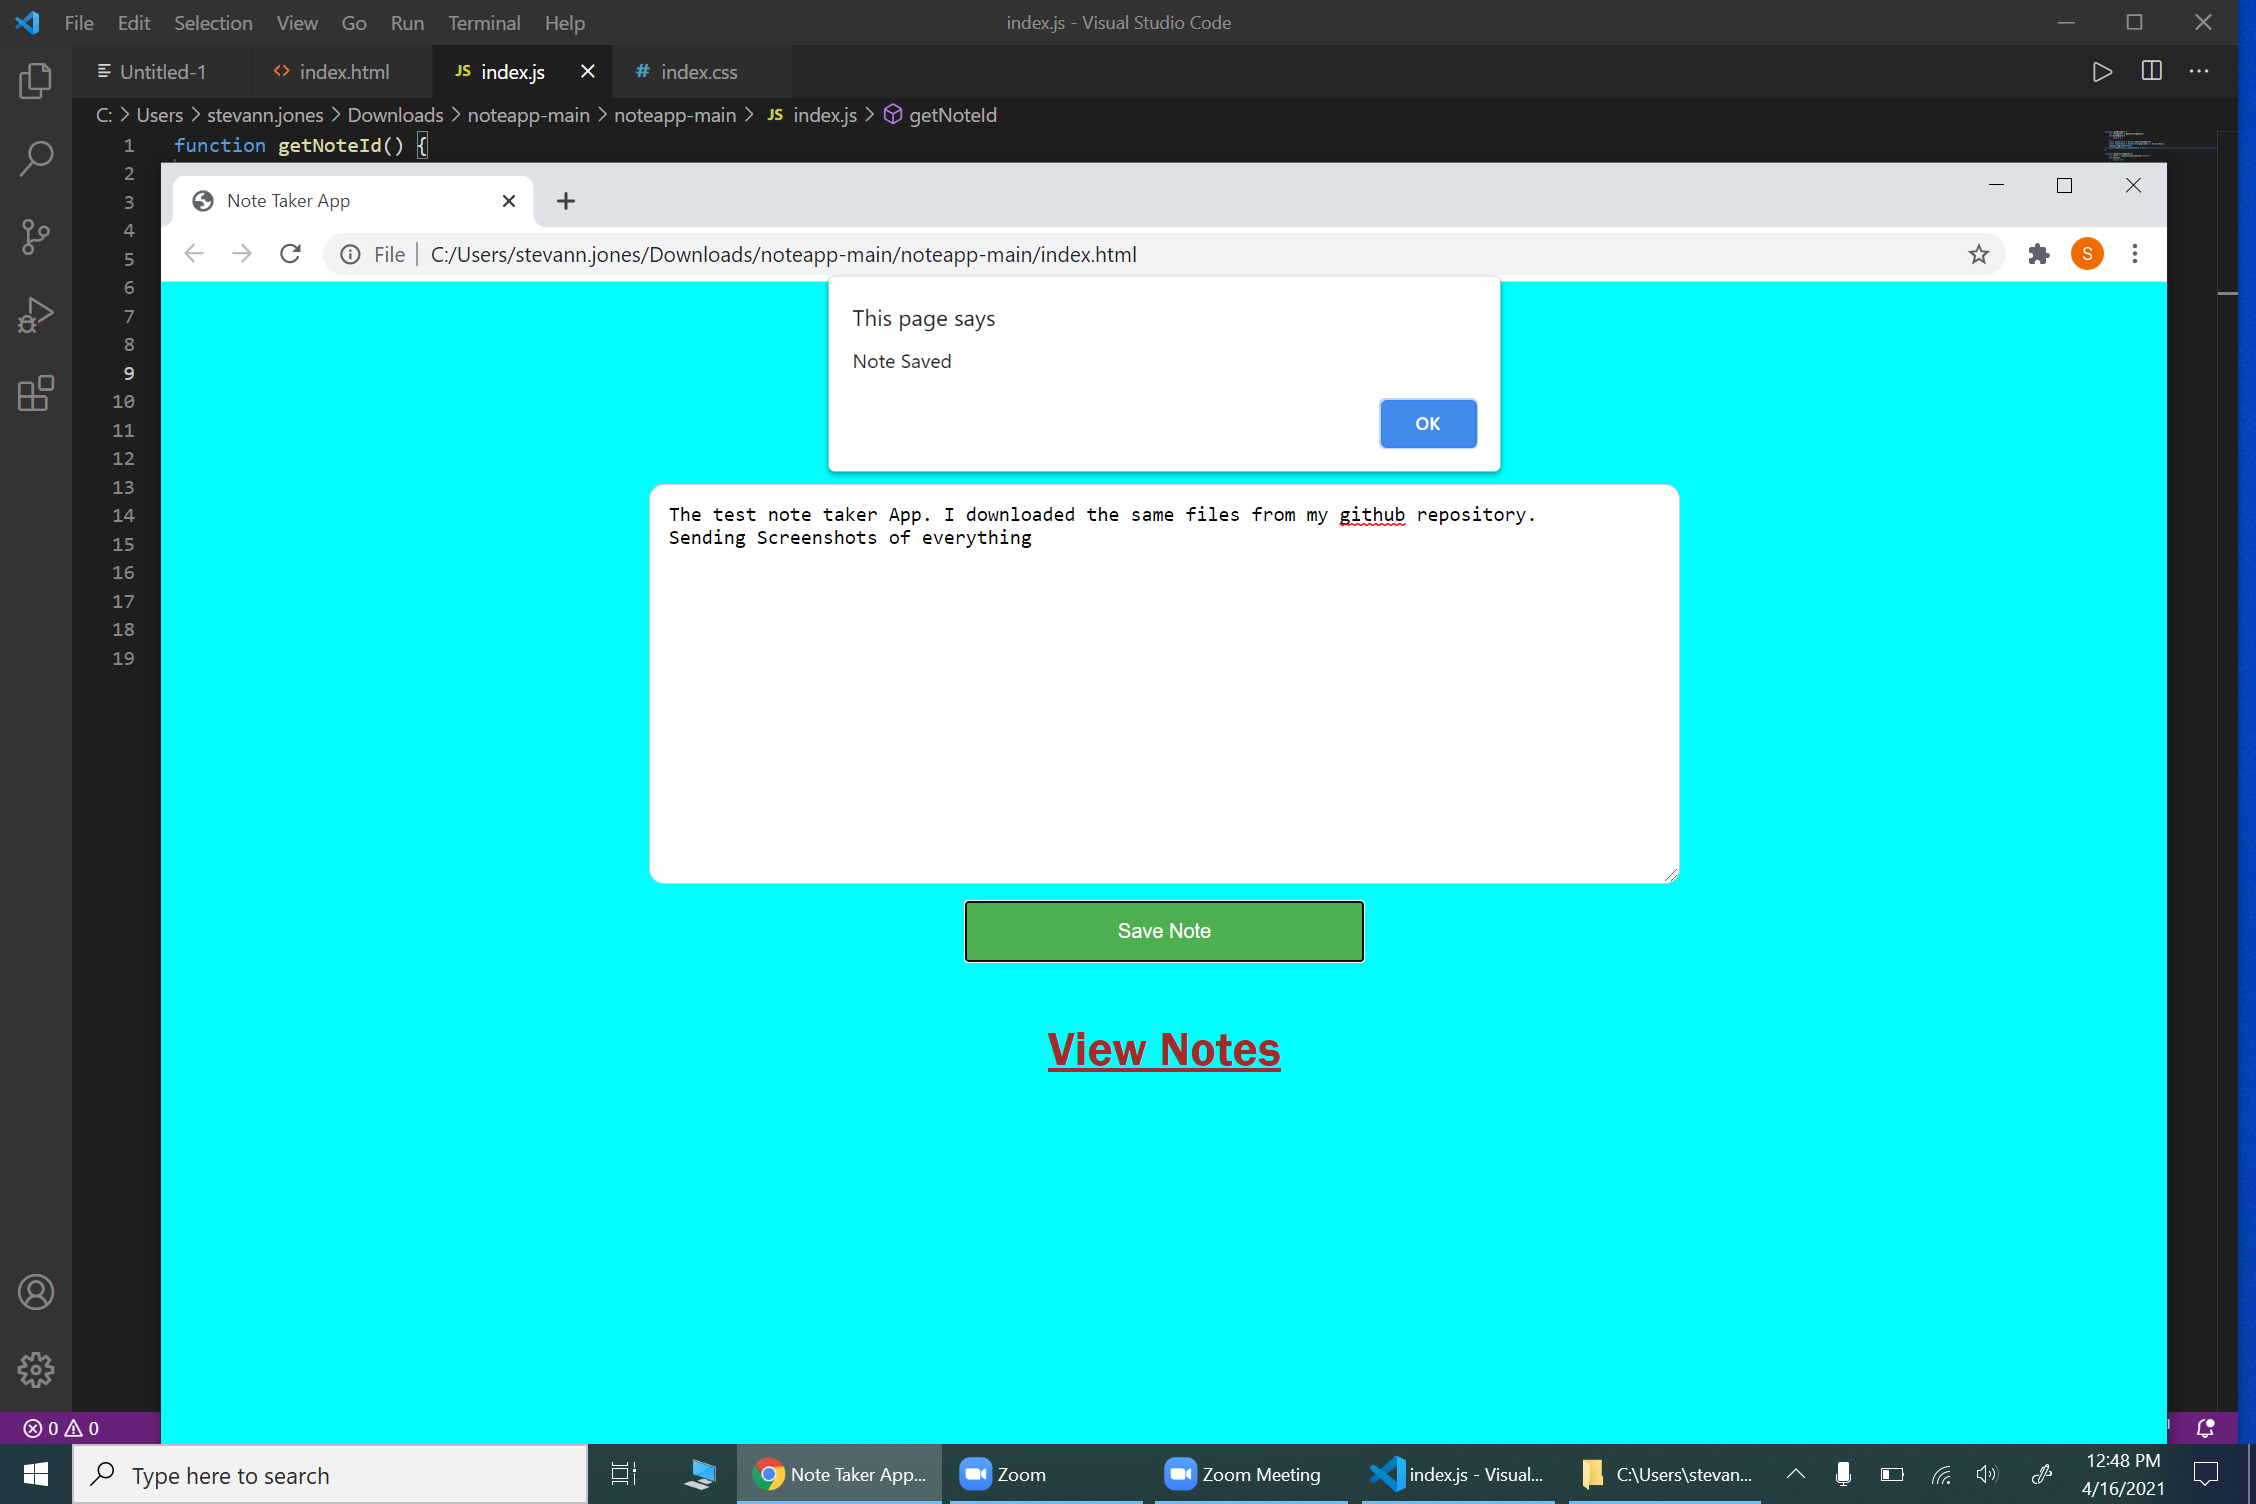 File Edit Selection View Go Run Terminal Help
index.js - Visual Studio Code
Untitled-1
<> index.html
JS index.js
# index.css
C: > Users > stevann.jones > Downloads > noteapp-main > noteapp-main > JS index.js > getNoteId
1 function getNoteId() {
2
3
4
5
6
7
8
9
10
11
12
13
14
15
16
17
18
19
Note Taker App
File | C:/Users/stevann.jones/Downloads/noteapp-main/noteapp-main/index.html
S
This page says
Note Saved
OK
The test note taker App. I downloaded the same files from my github repository.
Sending Screenshots of everything
Save Note
View Notes
0 0
Type here to search
Note Taker App...
Zoom
Zoom Meeting
index.js - Visual...
C:\Users\stevan...
12:48 PM
4/16/2021